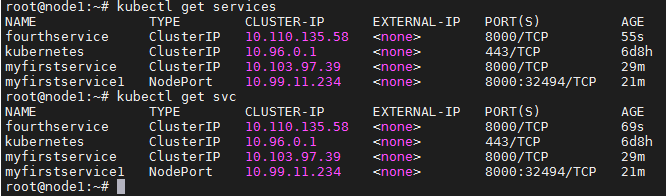 root@node1:~# kubectl get services
NAME TYPE CLUSTER-IP EXTERNAL-IP PORT(S) AGE
fourthservice ClusterIP 10.110.135.58 <none> 8000/TCP 55s
kubernetes ClusterIP 10.96.0.1 <none> 443/TCP 6d8h
myfirstservice ClusterIP 10.103.97.39 <none> 8000/TCP 29m
myfirstservice1 NodePort 10.99.11.234 <none> 8000:32494/TCP 21m
root@node1:~# kubectl get svc
NAME TYPE CLUSTER-IP EXTERNAL-IP PORT(S) AGE
fourthservice ClusterIP 10.110.135.58 <none> 8000/TCP 69s
kubernetes ClusterIP 10.96.0.1 <none> 443/TCP 6d8h
myfirstservice ClusterIP 10.103.97.39 <none> 8000/TCP 29m
myfirstservice1 NodePort 10.99.11.234 <none> 8000:32494/TCP 21m
root@node1:~#